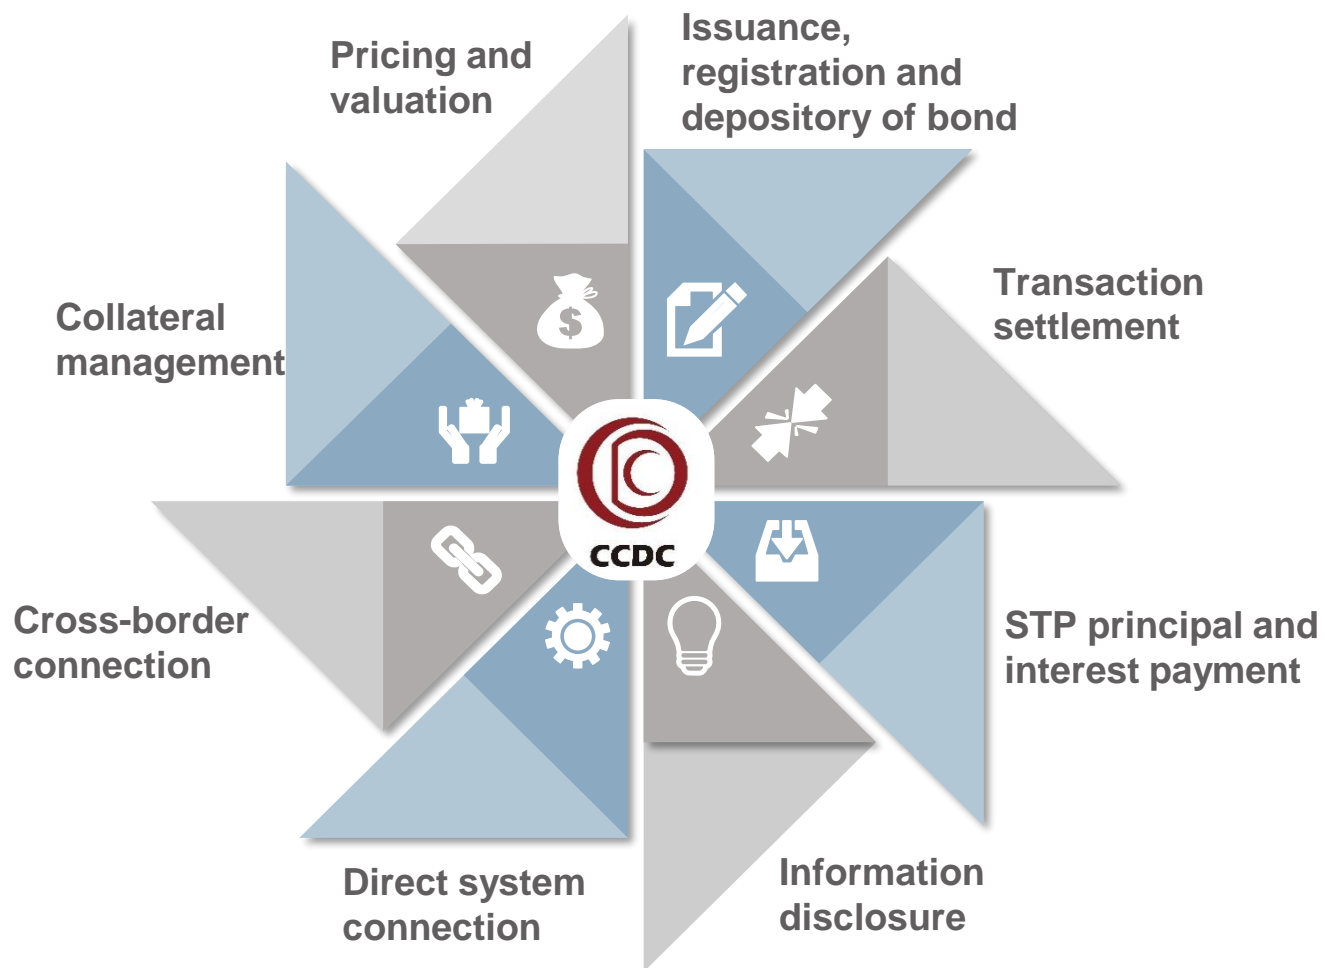 Pricing and
valuation
Issuance,
registration and
depository of bond
Collateral
management
Transaction
settlement
$
CCDC
Cross-border
connection
STP principal and
interest payment
Direct system
connection
Information
disclosure